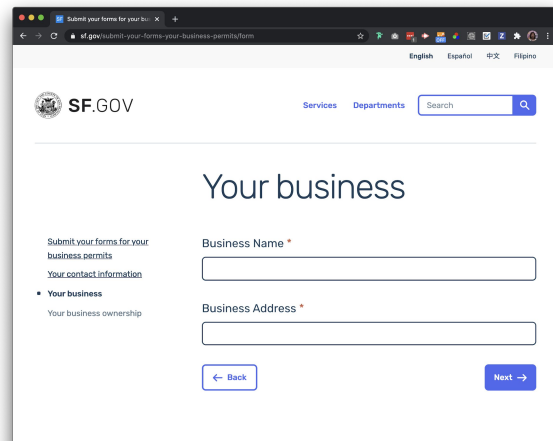 SF Submit your forms for your bus
sf.gov/submit-forms-your-business-permits/form
English Español 中文 Filipino
SF.GOV
Services Departments Search
Your business
Submit your forms for your
business permits
Your contact information
Your business
Your business ownership
Business Name *
Business Address *
← Back
Next →